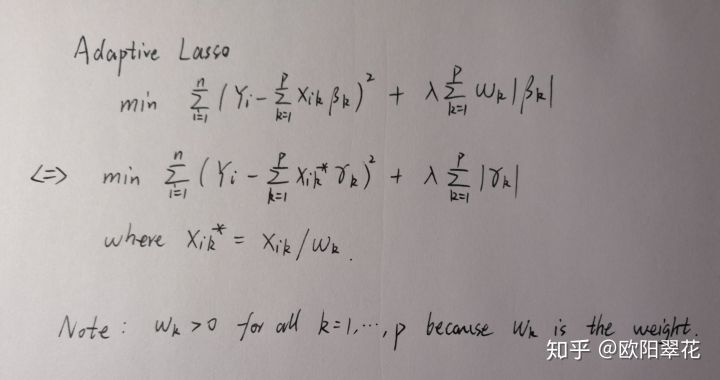 Adaptive Lasso
min $\sum_{i=1}^{n} (Y_i - \sum_{k=1}^{p} X_{ik} \beta_k)^2 + \lambda \sum_{k=1}^{p} w_k |\beta_k|$
<=> min $\sum_{i=1}^{n} (Y_i - \sum_{k=1}^{p} X_{ik}^* \gamma_k)^2 + \lambda \sum_{k=1}^{p} |\gamma_k|$
where $X_{ik}^* = X_{ik} / w_k$.
Note: $w_k > 0$ for all $k=1, \cdots, p$ because $w_k$ is the weight.
知乎 @欧阳翠花